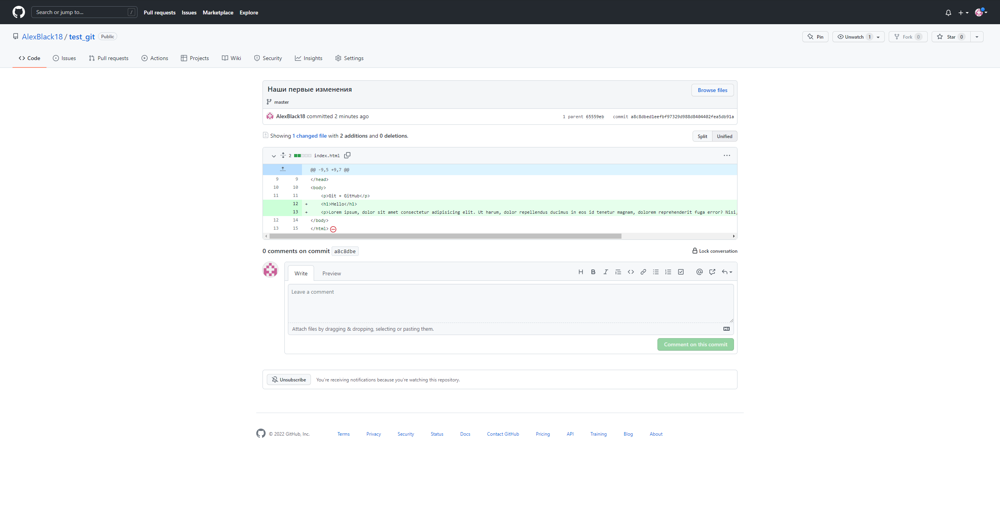 Search or jump to... / Pull requests Issues Marketplace Explore
AlexBlack18 / test_git Public Pin Unwatch 1 Fork 0 Star 0
Code Issues Pull requests Actions Projects Wiki Security Insights Settings
Наши первые изменения Browse files
master
AlexBlack18 committed 2 minutes ago 1 parent 65559eb commit a8c8dbed1eefbf97329d988d8404402fea5db91a
Showing 1 changed file with 2 additions and 0 deletions. Split Unified
2 index.html
@@ -9,5 +9,7 @@
9 9 </head>
10 10 <body>
11 11 <p>Git + GitHub</p>
12 + <h1>Hello</h1>
13 + <p>Lorem ipsum, dolor sit amet consectetur adipisicing elit. Ut harum, dolor repellendus ducimus in eos id tenetur magnam, dolorem reprehenderit fuga error? Nisi,
12 14 </body>
13 15 </html>
0 comments on commit a8c8dbe Lock conversation
Write Preview
Leave a comment
Attach files by dragging & dropping, selecting or pasting them.
Comment on this commit
Unsubscribe You're receiving notifications because you're watching this repository.
© 2022 GitHub, Inc. Terms Privacy Security Status Docs Contact GitHub Pricing API Training Blog About